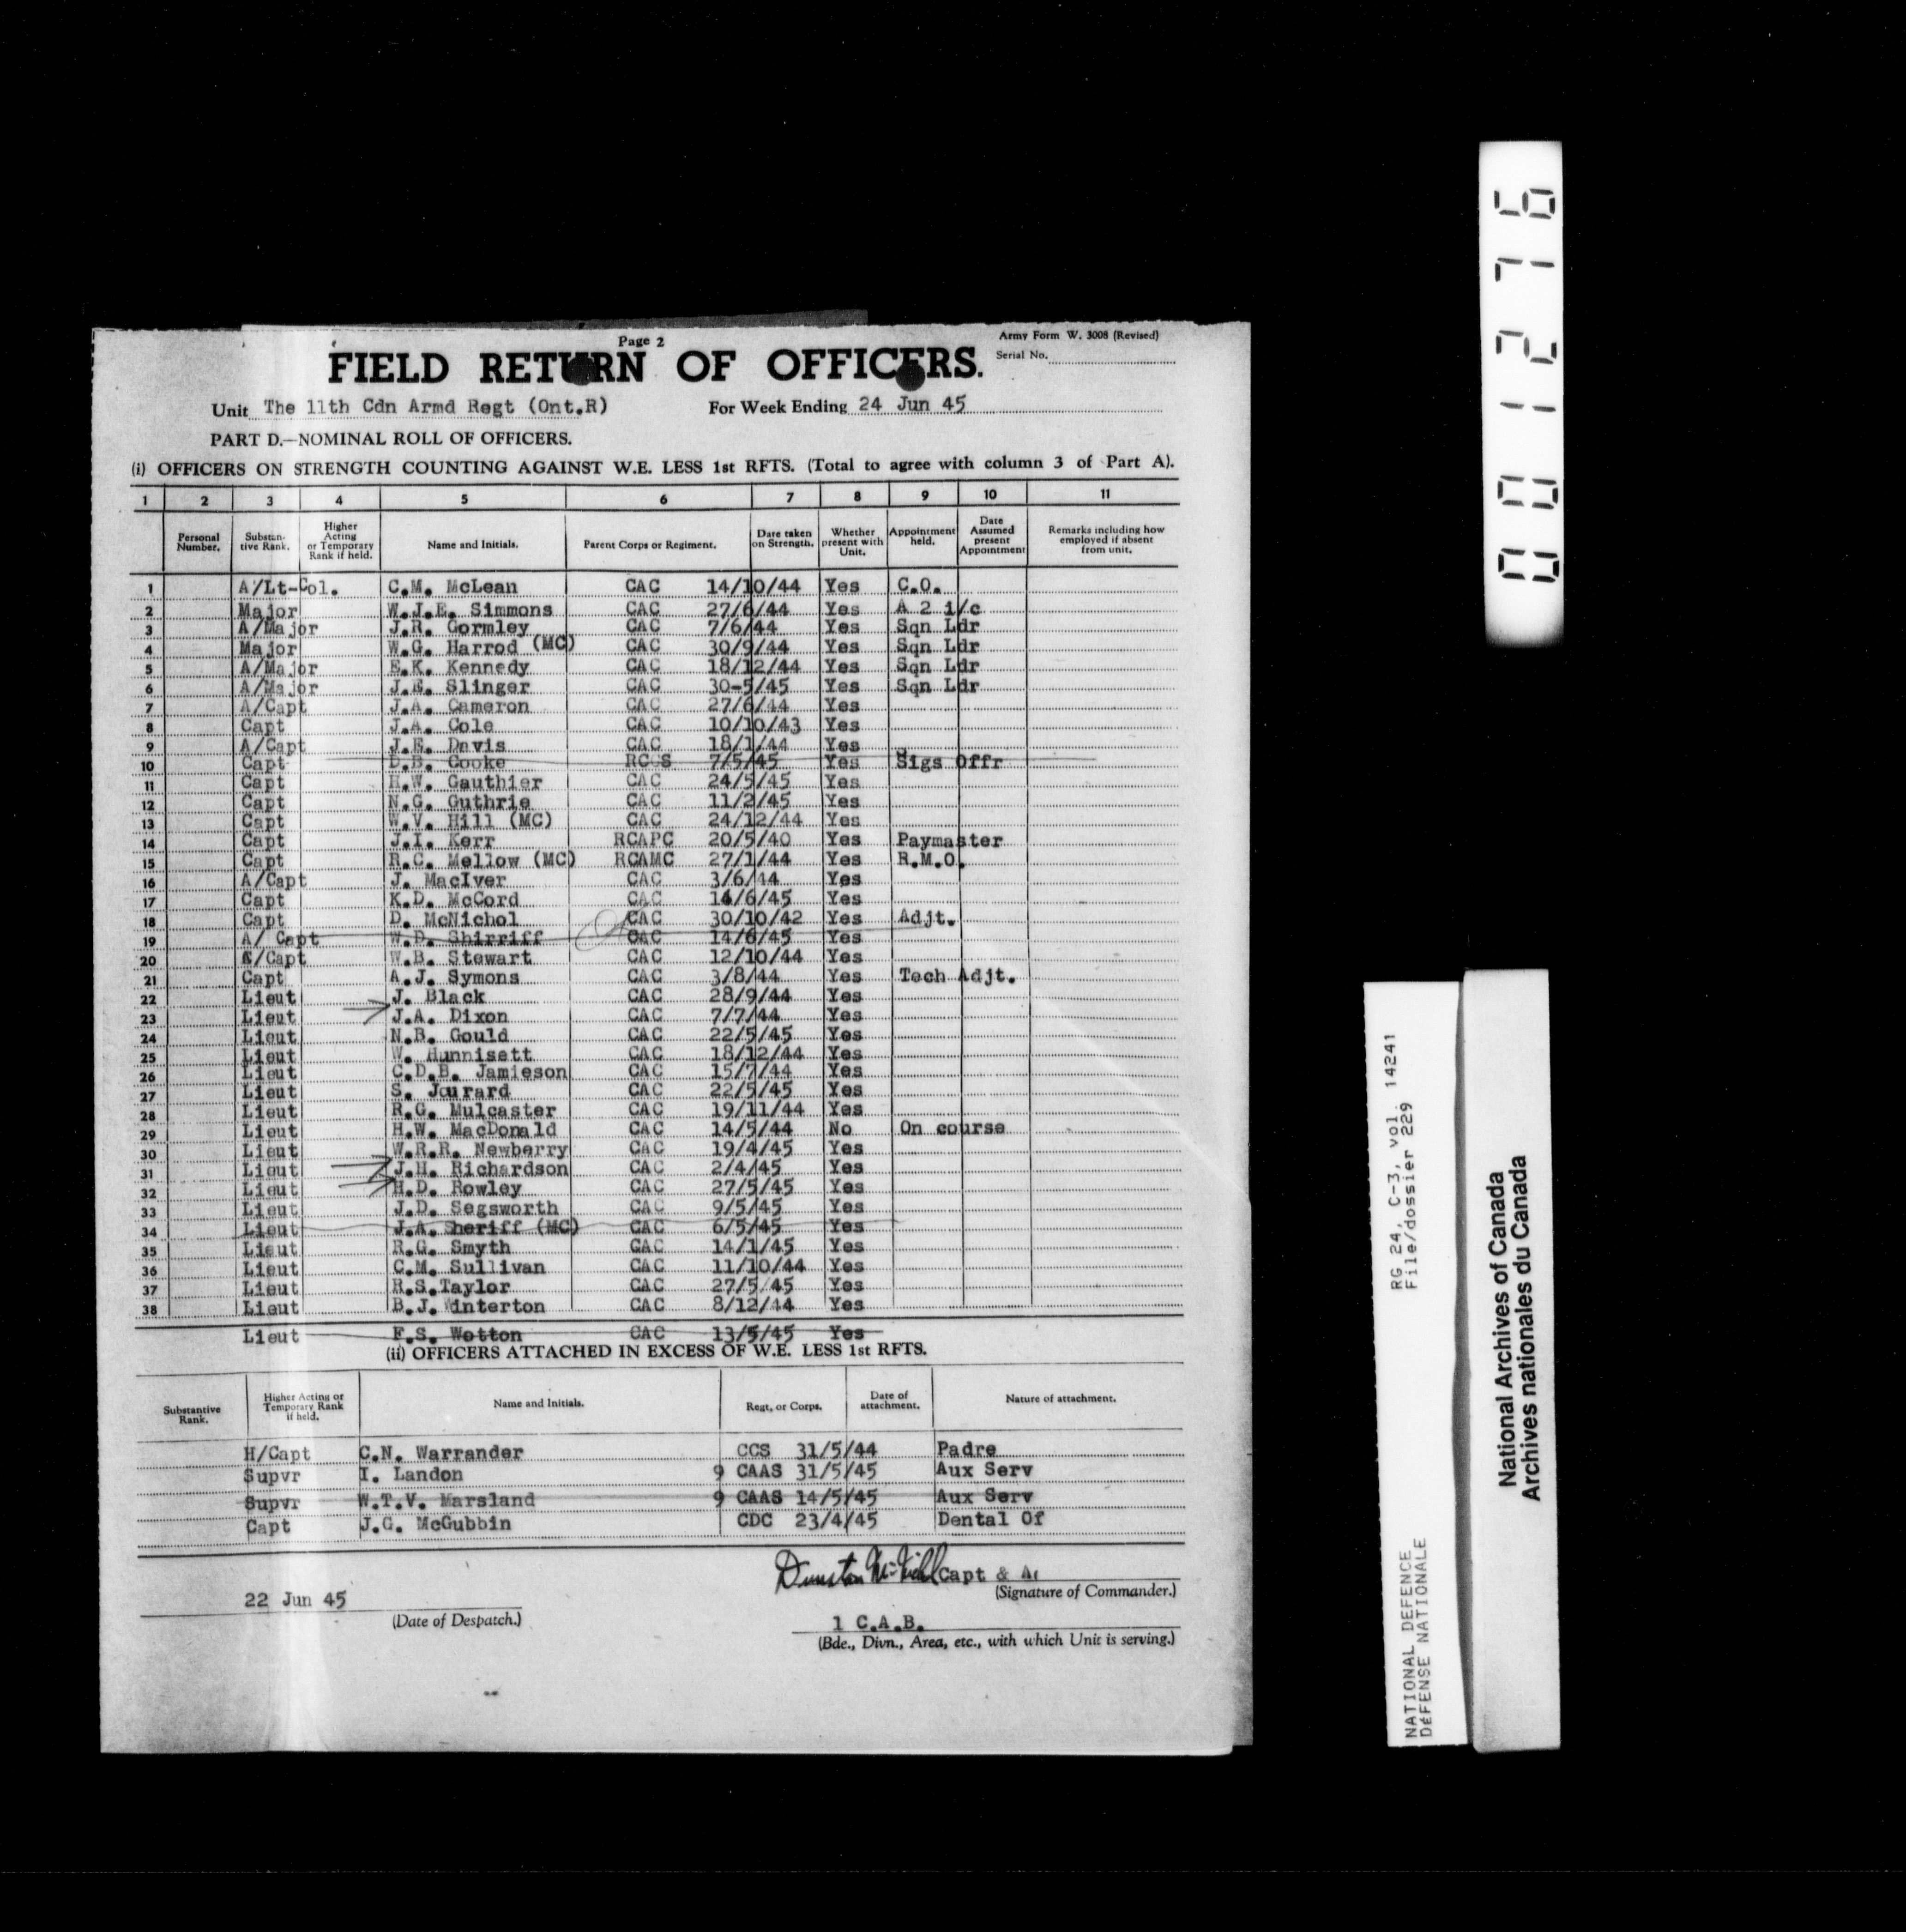 Page 2
Army Form W. 3008 (Revised)
FIELD RETURN OF OFFICERS.
Serial No.
Unit The 11th Cdn Armd Regt (Ont.R) For Week Ending 24 Jun 45
PART D.—NOMINAL ROLL OF OFFICERS.
(i) OFFICERS ON STRENGTH COUNTING AGAINST W.E. LESS 1st RFTS. (Total to agree with column 3 of Part A).
1 2 3 4 5 6 7 8 9 10 11
Personal Number. Substan-tive Rank. Higher Acting or Temporary Rank if held. Name and Initials. Parent Corps or Regiment. Date taken on Strength. Whether present with Unit. Appointment held. Date Assumed present Appointment Remarks including how employed if absent from unit.
1 A/Lt-Col. C.M. McLean CAC 14/10/44 Yes C.O.
2 Major W.J.E. Simmons CAC 27/6/44 Yes A 2 i/c
3 A/Major J.R. Gormley CAC 7/6/44 Yes Sqn Ldr
4 Major W.G. Harrod (MC) CAC 30/9/44 Yes Sqn Ldr
5 A/Major E.K. Kennedy CAC 18/12/44 Yes Sqn Ldr
6 A/Major J.E. Slinger CAC 30-5/45 Yes Sqn Ldr
7 A/Capt J.A. Cameron CAC 27/6/44 Yes
8 Capt J.A. Cole CAC 10/10/43 Yes
9 A/Capt J.E. Davis CAC 18/1/44 Yes
10 Capt D.B. Cooke RCCS 7/5/45 Yes Sigs Offr
11 Capt H.W. Gauthier CAC 24/5/45 Yes
12 Capt N.G. Guthrie CAC 11/2/45 Yes
13 Capt W.V. Hill (MC) CAC 24/12/44 Yes
14 Capt J.I. Kerr RCAPC 20/5/40 Yes Paymaster
15 Capt R.C. Mellow (MC) RCAMC 27/1/44 Yes R.M.O.
16 A/Capt J. MacIver CAC 3/6/44 Yes
17 Capt K.D. McCord CAC 14/6/45 Yes
18 Capt D. McNichol CAC 30/10/42 Yes Adjt.
19 A/ Capt W.D. Shirriff CAC 14/6/45 Yes
20 A/Capt W.B. Stewart CAC 12/10/44 Yes
21 Capt A.J. Symons CAC 3/8/44 Yes Tech Adjt.
22 Lieut J. Black CAC 28/9/44 Yes
23 Lieut J.A. Dixon CAC 7/7/44 Yes
24 Lieut N.B. Gould CAC 22/5/45 Yes
25 Lieut W. Hunnisett CAC 18/12/44 Yes
26 Lieut C.D.B. Jamieson CAC 15/7/44 Yes
27 Lieut S. Jourard CAC 22/5/45 Yes
28 Lieut R.G. Mulcaster CAC 19/11/44 Yes
29 Lieut H.W. MacDonald CAC 14/5/44 No On course
30 Lieut W.R.R. Newberry CAC 19/4/45 Yes
31 Lieut J.H. Richardson CAC 2/4/45 Yes
32 Lieut H.D. Rowley CAC 27/5/45 Yes
33 Lieut J.D. Segsworth CAC 9/5/45 Yes
34 Lieut J.A. Sheriff (MC) CAC 6/5/45 Yes
35 Lieut R.G. Smyth CAC 14/1/45 Yes
36 Lieut C.M. Sullivan CAC 11/10/44 Yes
37 Lieut R.S.Taylor CAC 27/5/45 Yes
38 Lieut B.J. Winterton CAC 8/12/44 Yes
Lieut F.S. Wotton CAC 13/5/45 Yes
(ii) OFFICERS ATTACHED IN EXCESS OF W.E. LESS 1st RFTS.
Substantive Rank. Higher Acting or Temporary Rank if held. Name and Initials. Regt. or Corps. Date of attachment. Nature of attachment.
H/Capt C.N. Warrander CCS 31/5/44 Padre
Supvr I. Landon 9 CAAS 31/5/45 Aux Serv
Supvr W.T.V. Marsland 9 CAAS 14/5/45 Aux Serv
Capt J.G. McGubbin CDC 23/4/45 Dental Of
Capt &
(Signature of Commander.)
22 Jun 45
(Date of Despatch.)
1 C.A.B.
(Bde., Divn., Area, etc., with which Unit is serving.)
001276
RG 24, C-3, vol. 14241
File/dossier 229
NATIONAL DEFENCE
DÉFENSE NATIONALE
National Archives of Canada
Archives nationales du Canada